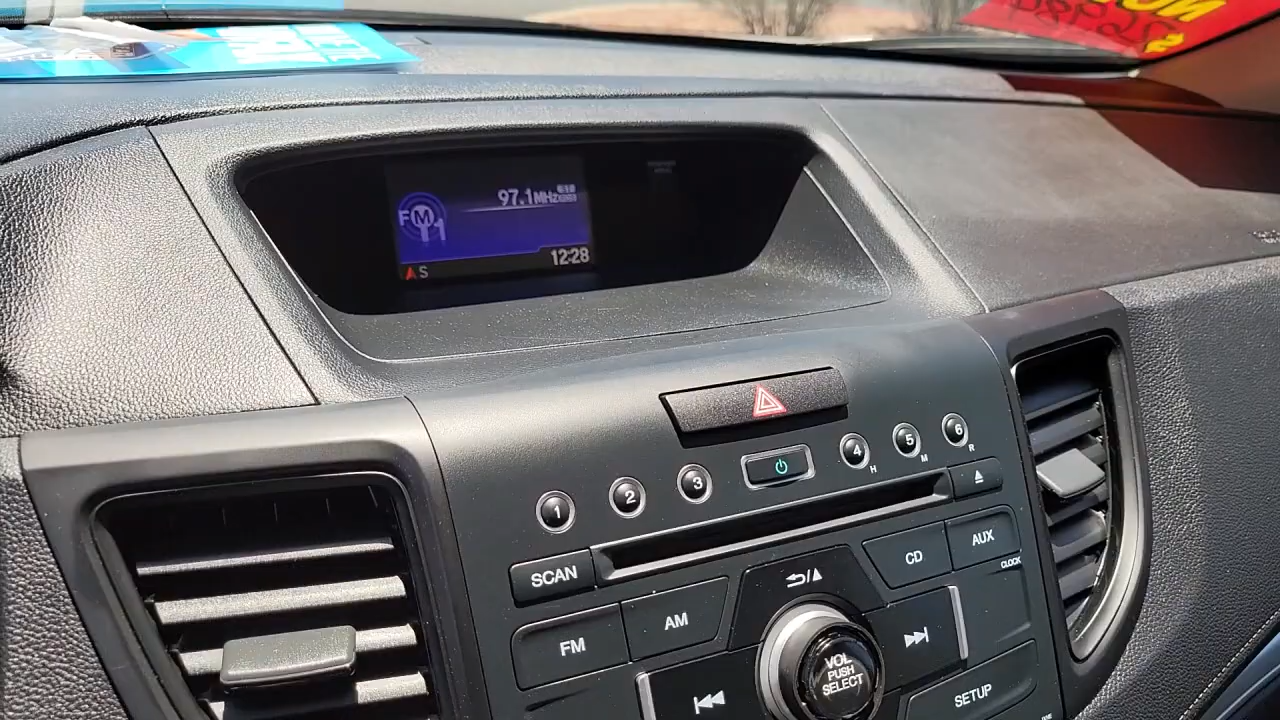 97.1MHz
FM
1
S
12:28
1
2
3
4
5
6
H
M
R
SCAN
CD
AUX
CLOCK
FM
AM
VOL
PUSH
SELECT
SETUP